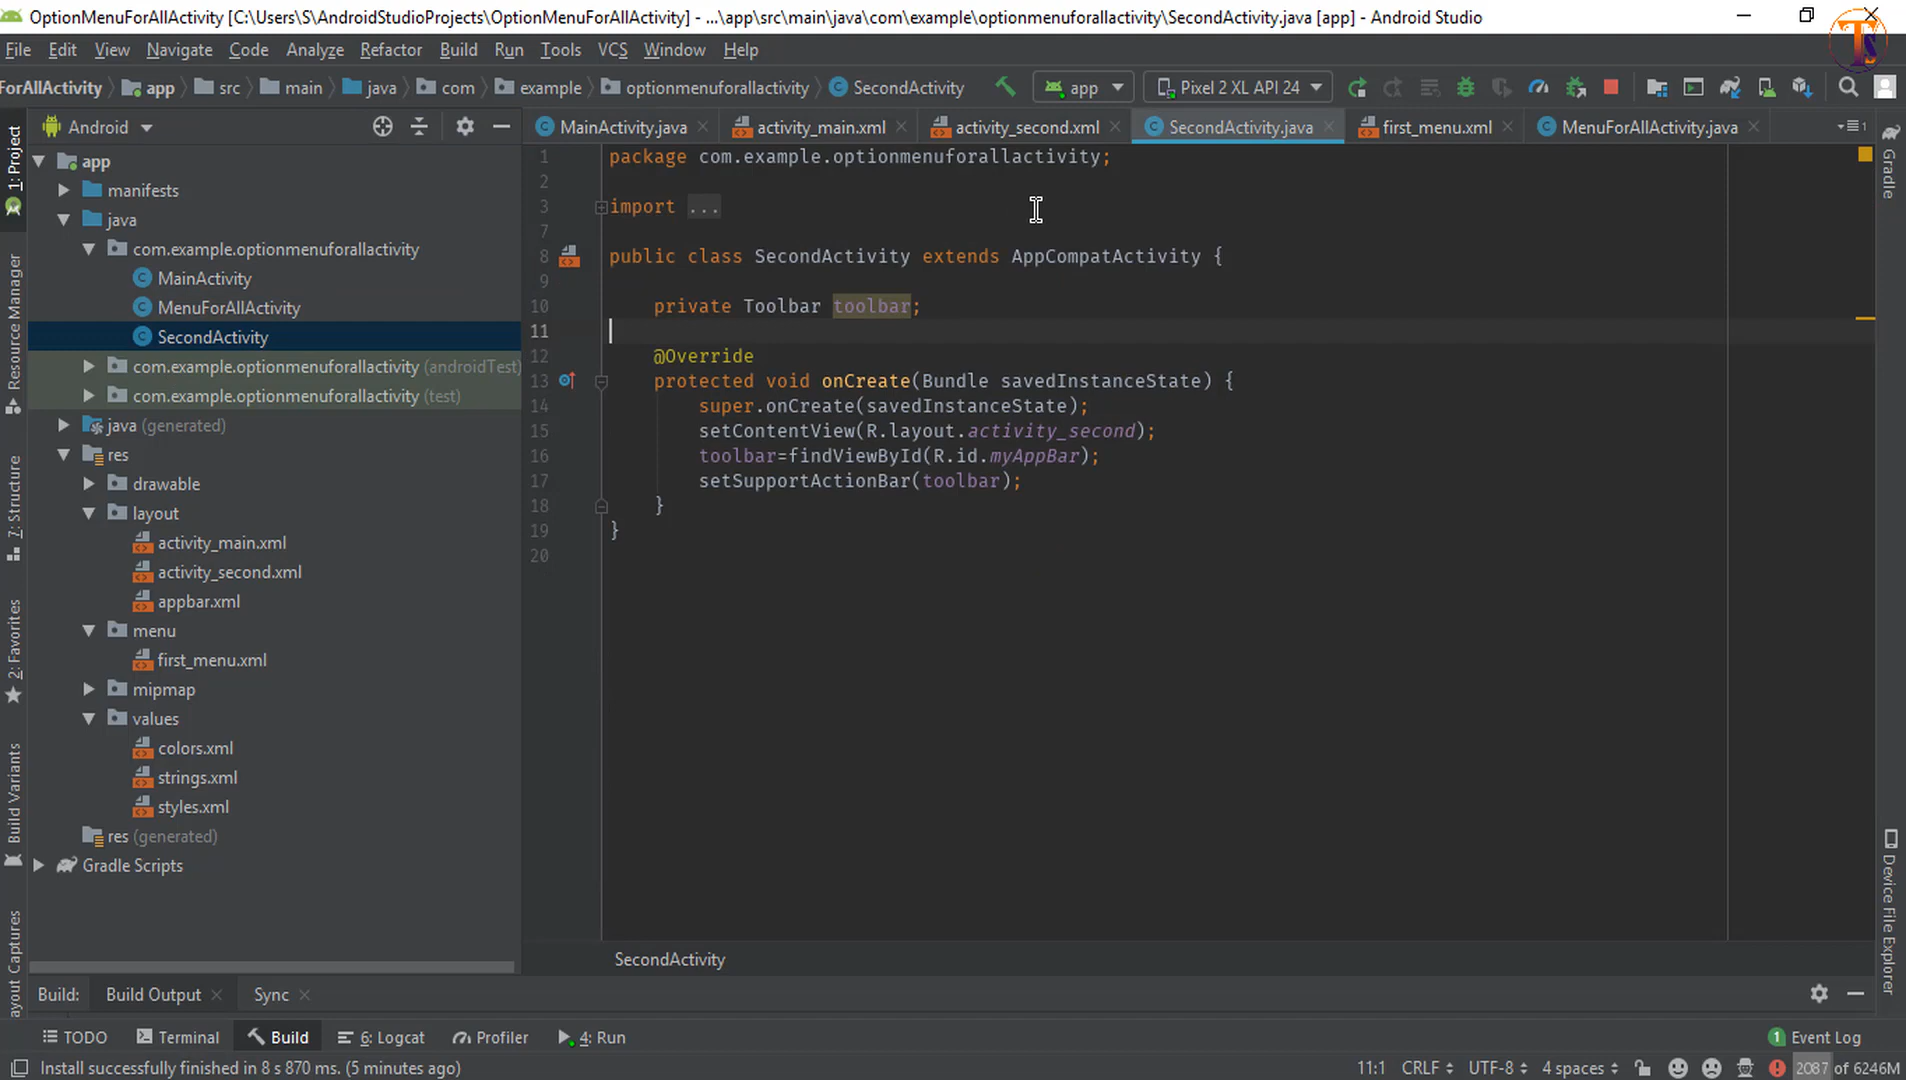 OptionMenuForAllActivity [C:\Users\S\AndroidStudioProjects\OptionMenuForAllActivity] - ...\app\src\main\java\com\example\optionmenuforallactivity\SecondActivity.java [app] - Android Studio
File Edit View Navigate Code Analyze Refactor Build Run Tools VCS Window Help
ForAllActivity app src main java com example optionmenuforallactivity SecondActivity app Pixel 2 XL API 24
Android
MainActivity.java activity_main.xml activity_second.xml SecondActivity.java first_menu.xml MenuForAllActivity.java
1: Project
Resource Manager
7: Structure
2: Favorites
Build Variants
ayout Captures
app
manifests
java
com.example.optionmenuforallactivity
MainActivity
MenuForAllActivity
SecondActivity
com.example.optionmenuforallactivity (androidTest)
com.example.optionmenuforallactivity (test)
java (generated)
res
drawable
layout
activity_main.xml
activity_second.xml
appbar.xml
menu
first_menu.xml
mipmap
values
colors.xml
strings.xml
styles.xml
res (generated)
Gradle Scripts
1 package com.example.optionmenuforallactivity;
2
3 import ...
7
8 public class SecondActivity extends AppCompatActivity {
9
10 private Toolbar toolbar;
11
12 @Override
13 protected void onCreate(Bundle savedInstanceState) {
14 super.onCreate(savedInstanceState);
15 setContentView(R.layout.activity_second);
16 toolbar=findViewById(R.id.myAppBar);
17 setSupportActionBar(toolbar);
18 }
19 }
20
SecondActivity
Gradle
Device File Explorer
Build: Build Output Sync
TODO Terminal Build 6: Logcat Profiler 4: Run 1 Event Log
Install successfully finished in 8 s 870 ms. (5 minutes ago) 11:1 CRLF UTF-8 4 spaces 2087 of 6246M